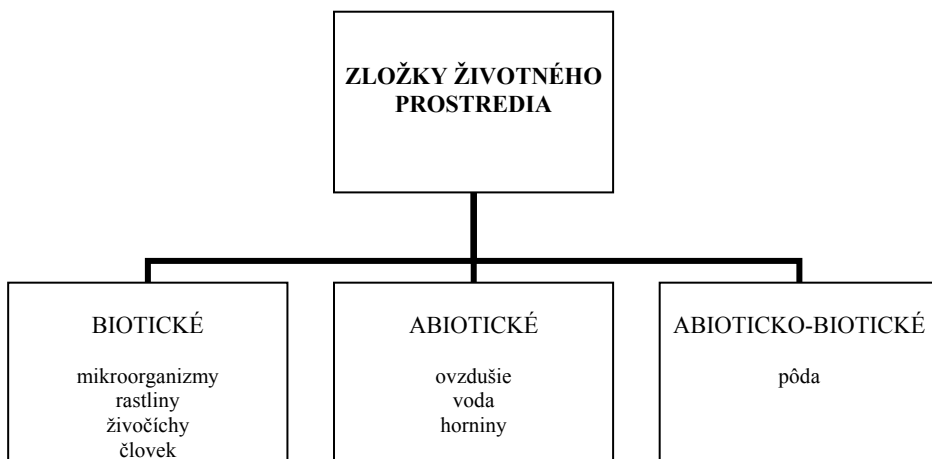 ZLOŽKY ŽIVOTNÉHO
PROSTREDIA
BIOTICKÉ
mikroorganizmy
rastliny
živočíchy
človek
ABIOTICKÉ
ovzdušie
voda
horniny
ABIOTICKO-BIOTICKÉ
pôda